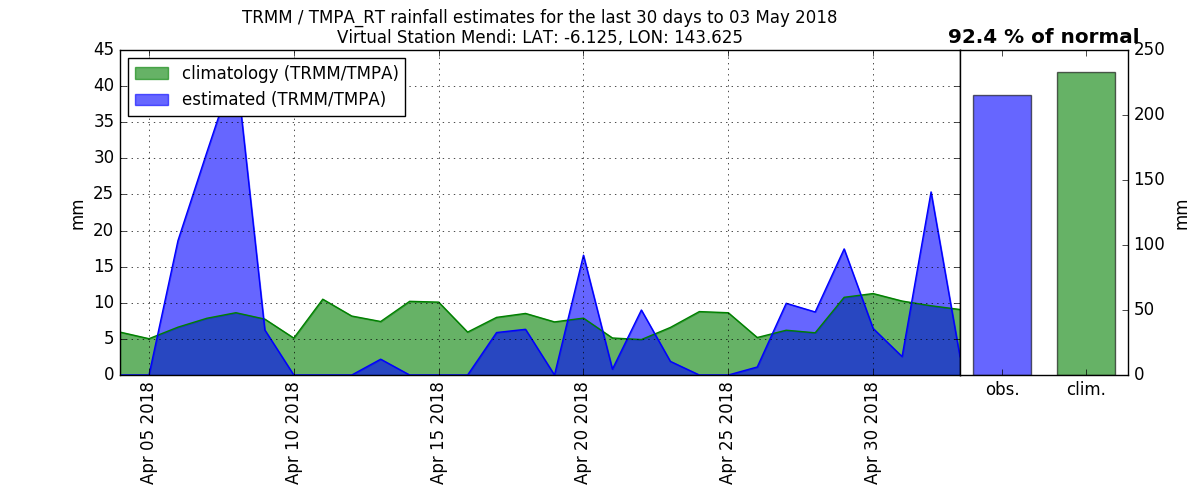 TRMM / TMPA_RT rainfall estimates for the last 30 days to 03 May 2018
Virtual Station Mendi: LAT: -6.125, LON: 143.625
92.4 % of normal
climatology (TRMM/TMPA)
estimated (TRMM/TMPA)
45
40
35
30
25
20
15
10
5
0
mm
Apr 05 2018
Apr 10 2018
Apr 15 2018
Apr 20 2018
Apr 25 2018
Apr 30 2018
250
200
150
100
50
0
mm
obs.
clim.